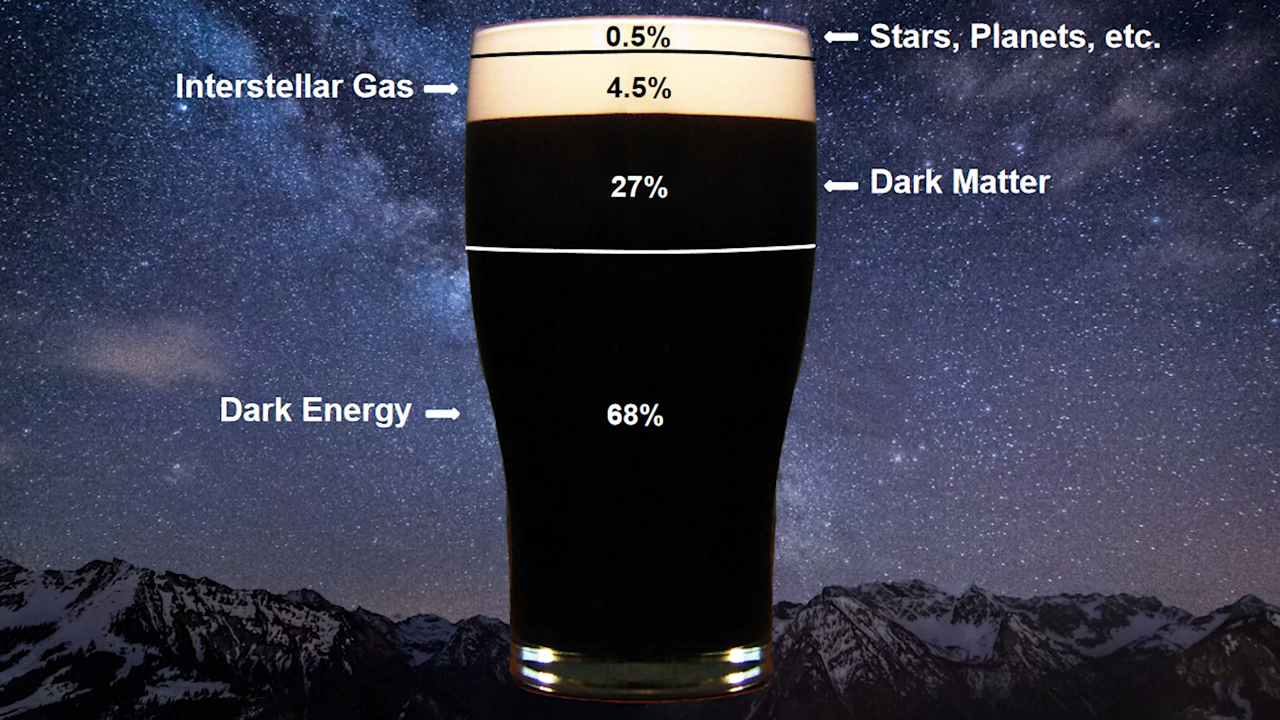 0.5%
Stars, Planets, etc.
Interstellar Gas
4.5%
27%
Dark Matter
Dark Energy
68%